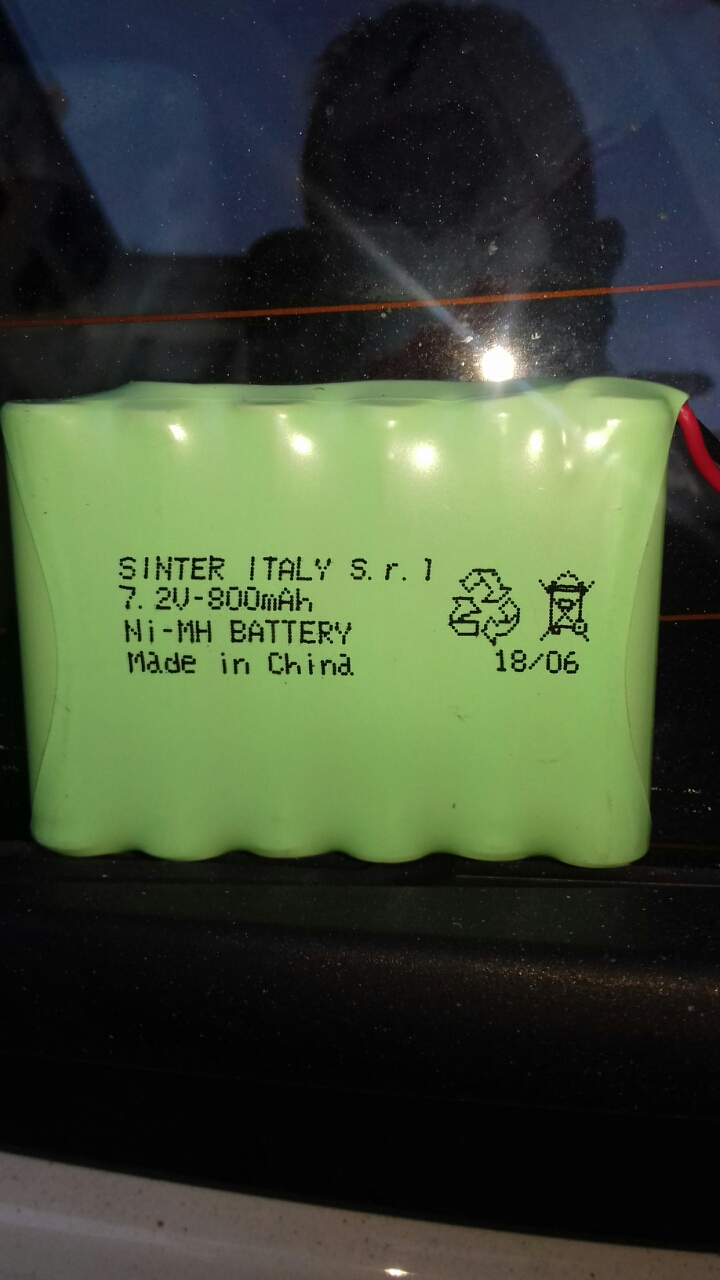 SINTER ITALY S.r.l
7.2V-800mAh
Ni-MH BATTERY
Made in China
18/06